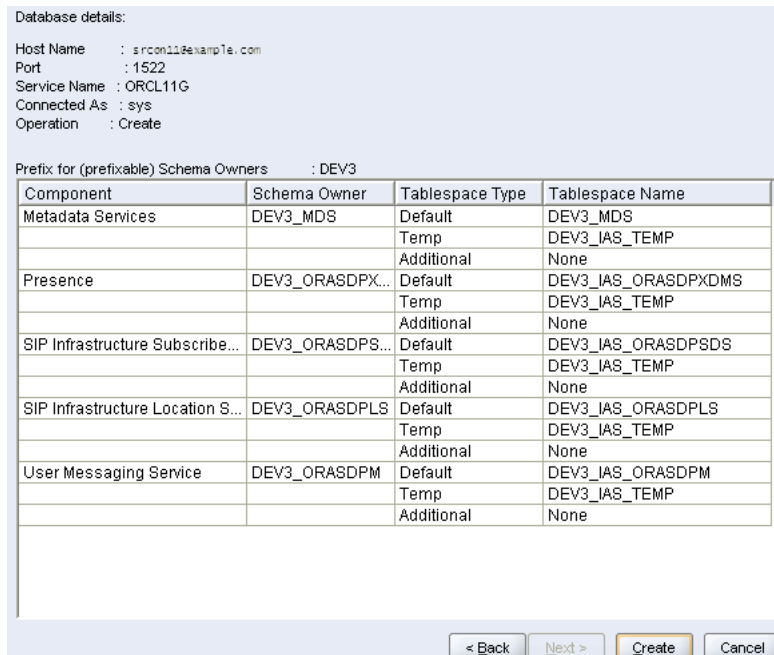 Database details:
Host Name : srcon11@example.com
Port : 1522
Service Name : ORCL11G
Connected As : sys
Operation : Create
Prefix for (prefixable) Schema Owners : DEV3
Component Schema Owner Tablespace Type Tablespace Name
Metadata Services DEV3_MDS Default DEV3_MDS
Temp DEV3_IAS_TEMP
Additional None
Presence DEV3_ORASDPX... Default DEV3_IAS_ORASDPXDMS
Temp DEV3_IAS_TEMP
Additional None
SIP Infrastructure Subscribe... DEV3_ORASDPS... Default DEV3_IAS_ORASDPSDS
Temp DEV3_IAS_TEMP
Additional None
SIP Infrastructure Location S... DEV3_ORASDPLS Default DEV3_IAS_ORASDPLS
Temp DEV3_IAS_TEMP
Additional None
User Messaging Service DEV3_ORASDPM Default DEV3_IAS_ORASDPM
Temp DEV3_IAS_TEMP
Additional None
< Back Next > Create Cancel